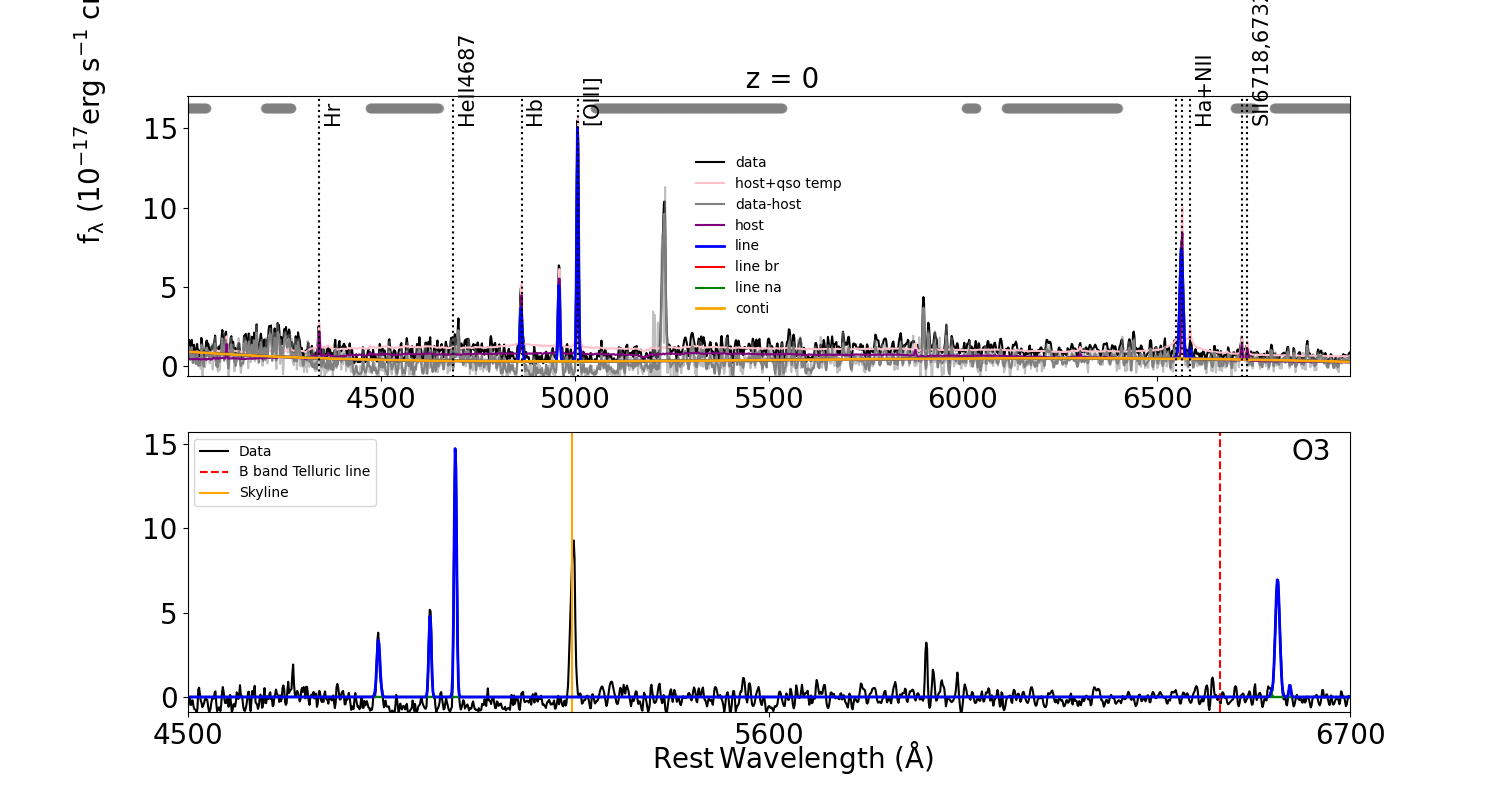 z = 0
f_λ (10^−17 erg s^−1 c
Hr
HeII4687
Hb
[OIII]
Ha+NII
SII6718,6732
15
10
5
0
data
host+qso temp
data-host
host
line
line br
line na
conti
4500 5000 5500 6000 6500
15
10
5
0
Data
B band Telluric line
Skyline
O3
4500 5600 6700
Rest Wavelength (Å)